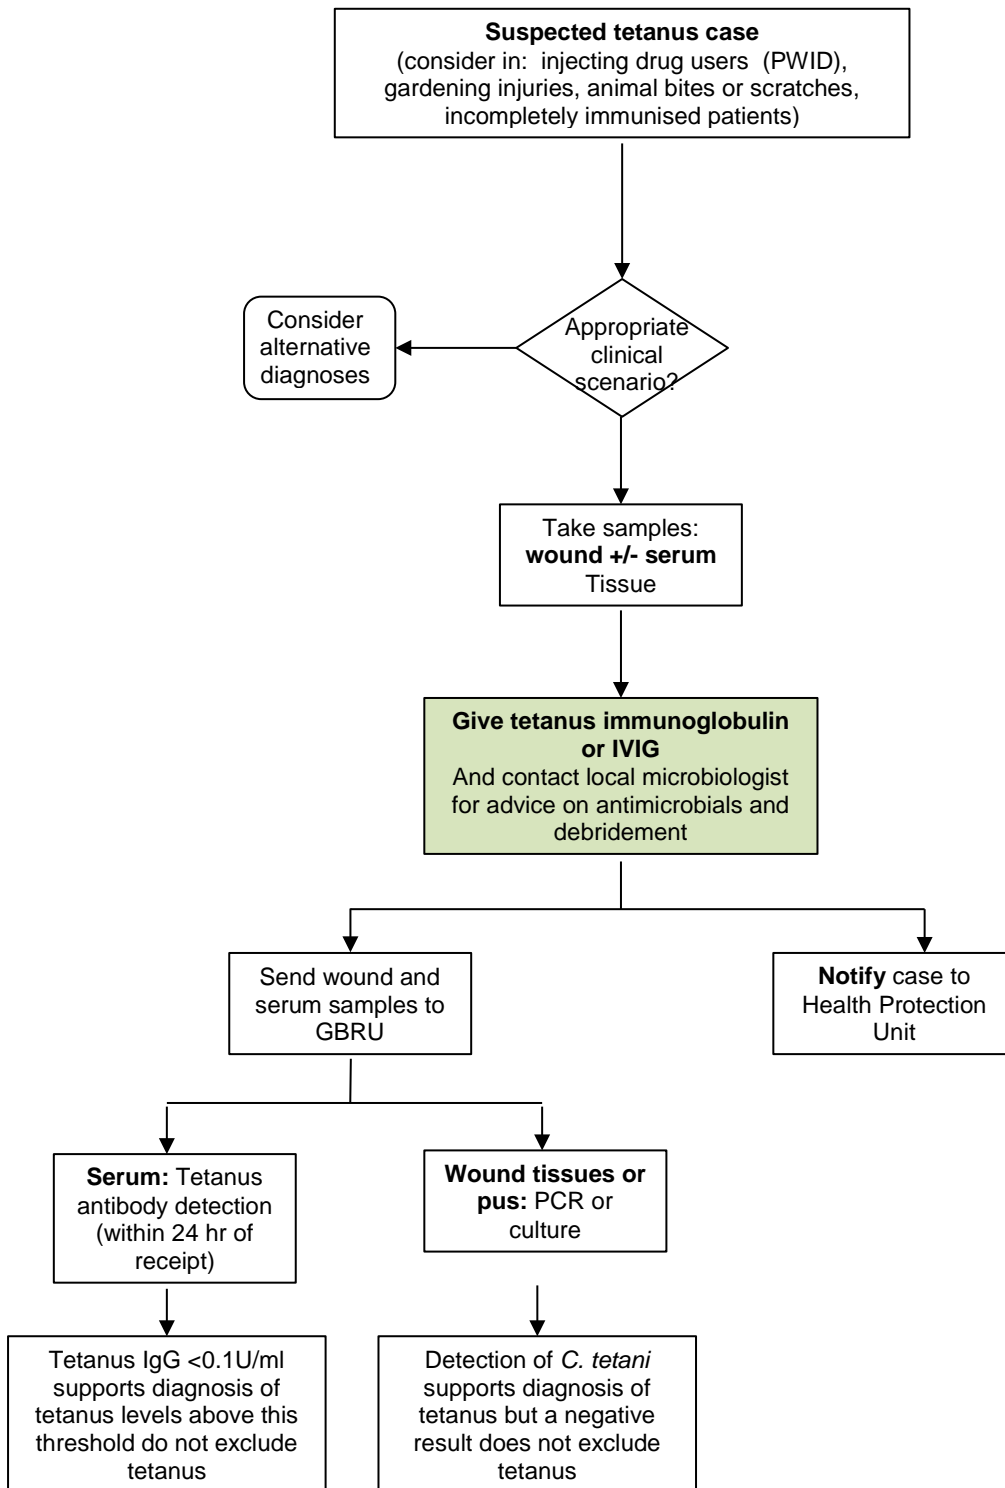 Suspected tetanus case
(consider in: injecting drug users (PWID),
gardening injuries, animal bites or scratches,
incompletely immunised patients)
Consider
alternative
diagnoses
Appropriate
clinical
scenario?
Take samples:
wound +/- serum
Tissue
Give tetanus immunoglobulin
or IVIG
And contact local microbiologist
for advice on antimicrobials and
debridement
Send wound and
serum samples to
GBRU
Notify case to
Health Protection
Unit
Serum: Tetanus
antibody detection
(within 24 hr of
receipt)
Wound tissues or
pus: PCR or
culture
Tetanus IgG <0.1U/ml
supports diagnosis of
tetanus levels above this
threshold do not exclude
tetanus
Detection of C. tetani
supports diagnosis of
tetanus but a negative
result does not exclude
tetanus